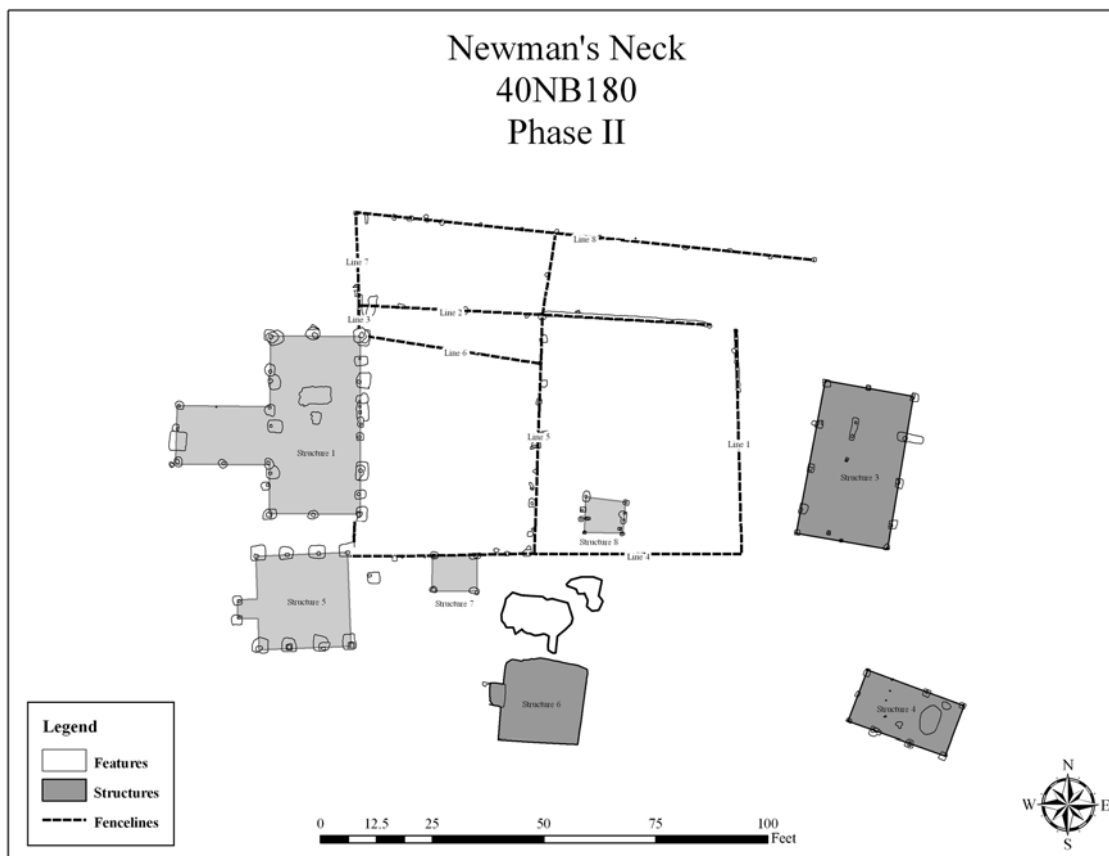 Newman's Neck
40NB180
Phase II
Line 8
Line 7
Line 2
Line 3
Line 6
Line 5
Line 1
Structure 1
Structure 3
Structure 8
Line 4
Structure 5
Structure 7
Structure 6
Structure 4
Legend
Features
Structures
Fencelines
0 12.5 25 50 75 100
Feet
N
W E
S